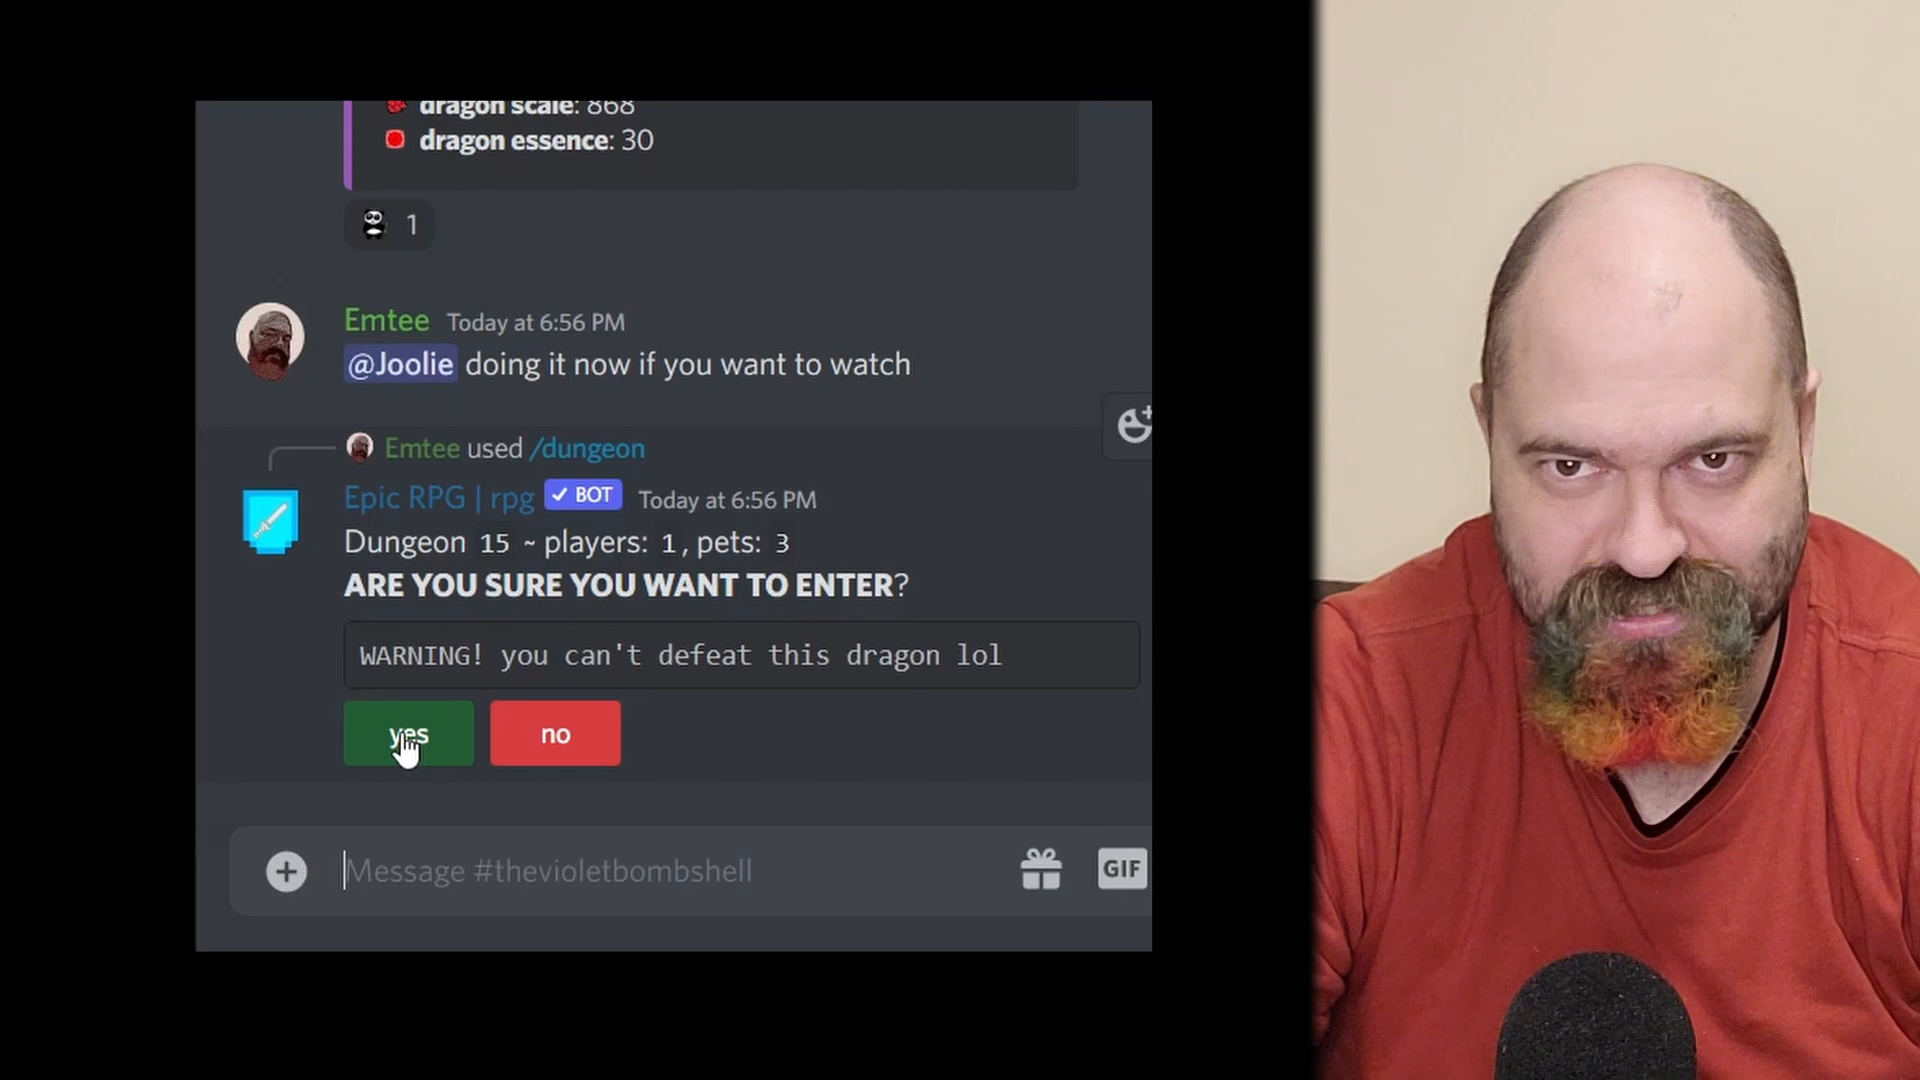 dragon scale: 868
dragon essence: 30
1
Emtee Today at 6:56 PM
@Joolie doing it now if you want to watch
Emtee used /dungeon
Epic RPG | rpg ✓ BOT Today at 6:56 PM
Dungeon 15 ~ players: 1, pets: 3
ARE YOU SURE YOU WANT TO ENTER?
WARNING! you can't defeat this dragon lol
yes no
Message #thevioletbombshell GIF